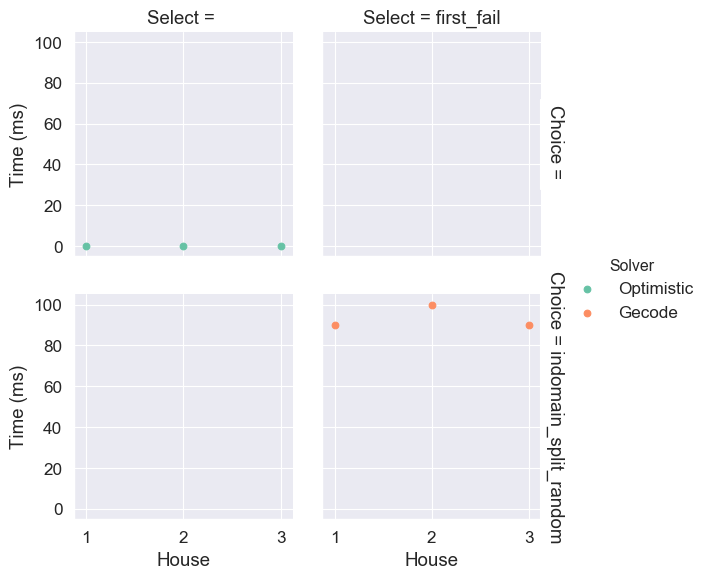 Select =
Select = first_fail
100
80
60
40
20
0
Time (ms)
Choice =
100
80
60
40
20
0
Time (ms)
Choice = indomain_split_random
1
2
3
House
1
2
3
House
Solver
Optimistic
Gecode